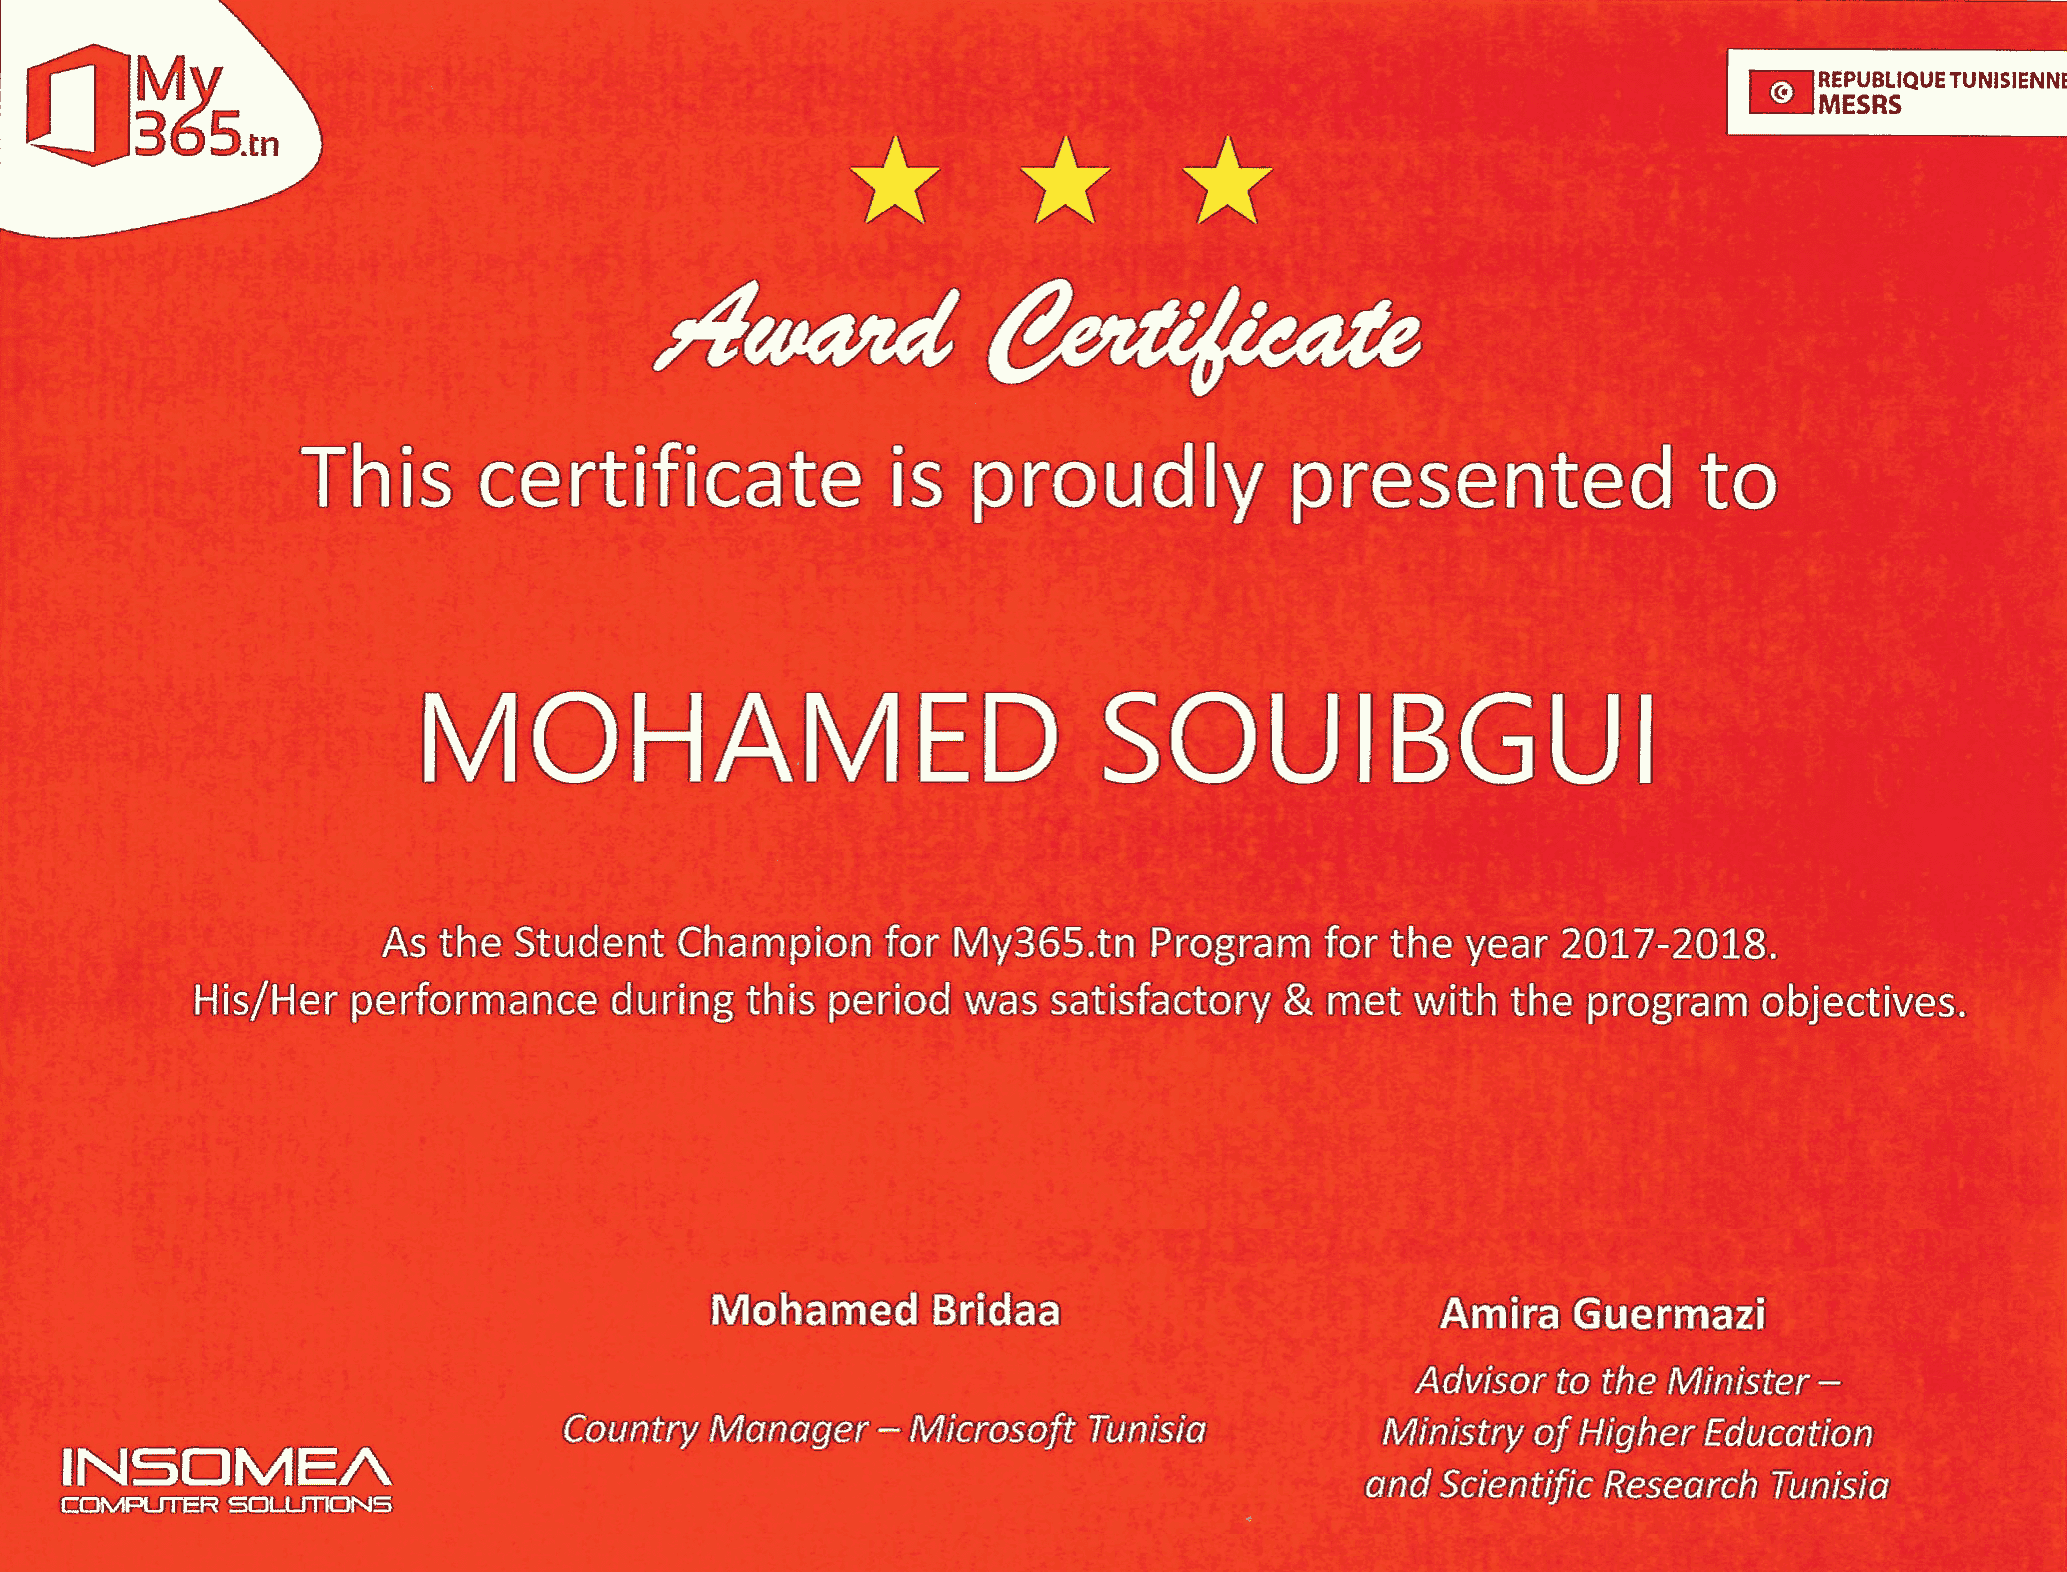 My
365.tn
REPUBLIQUE TUNISIENNE
MESRS
Award Certificate
This certificate is proudly presented to
MOHAMED SOUIBGUI
As the Student Champion for My365.tn Program for the year 2017-2018.
His/Her performance during this period was satisfactory & met with the program objectives.
Mohamed Bridaa
Country Manager – Microsoft Tunisia
Amira Guermazi
Advisor to the Minister –
Ministry of Higher Education
and Scientific Research Tunisia
INSOMEA
COMPUTER SOLUTIONS